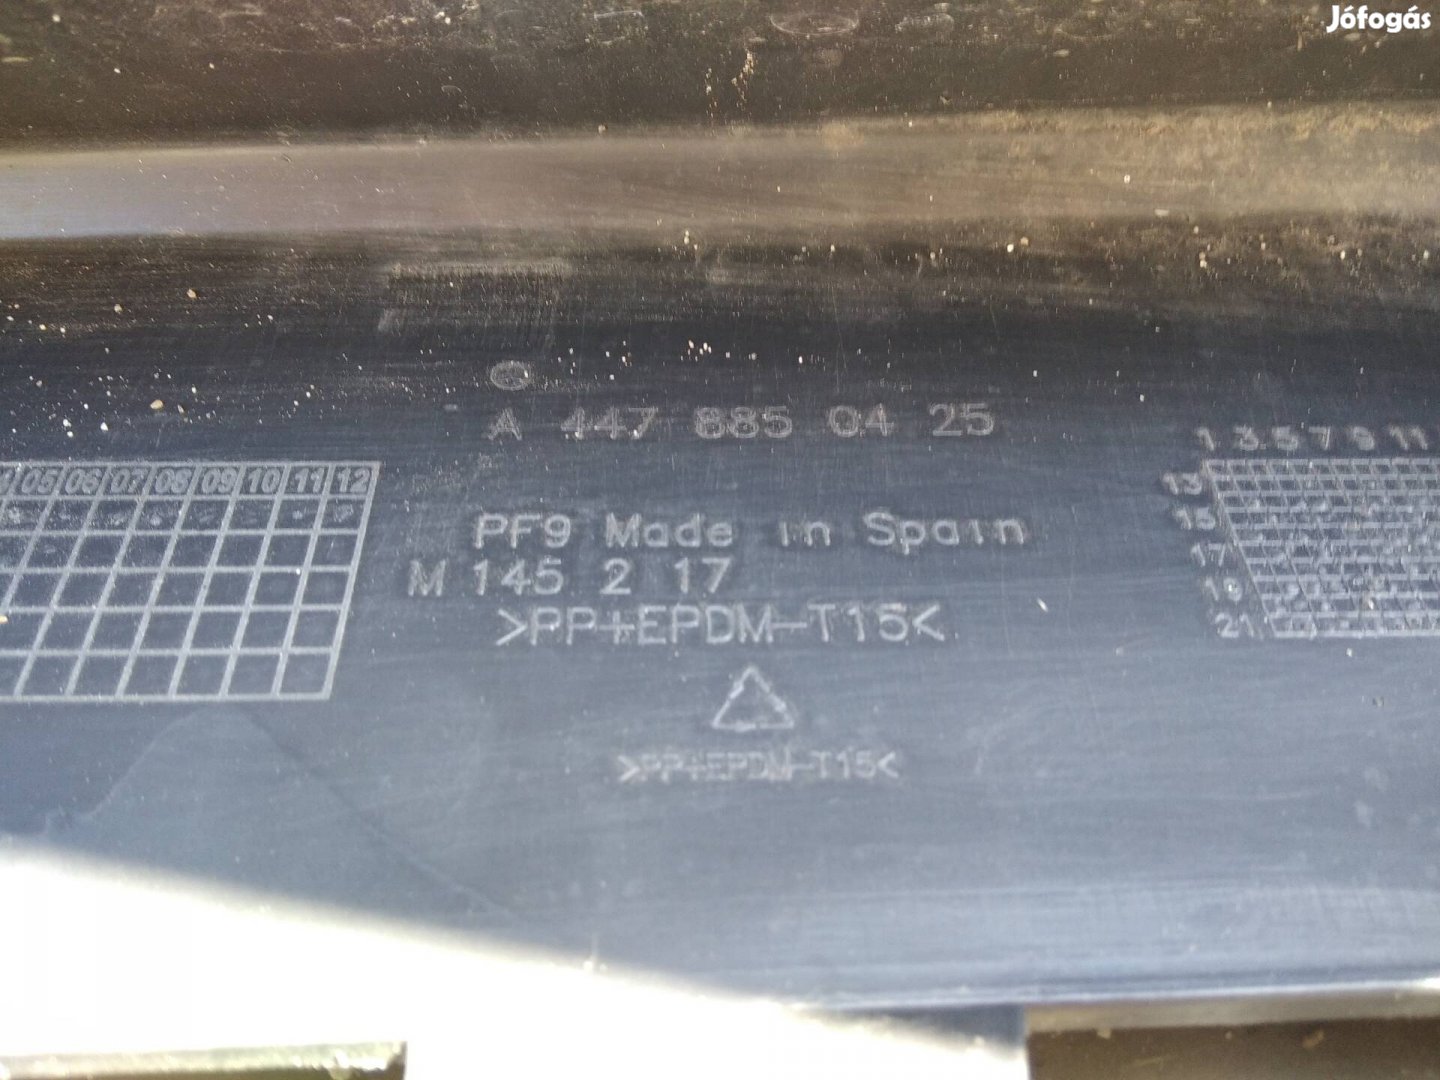 Jófogás
A 447 885 04 25
05 06 07 08 09 10 11 12
1 3 5 7 9 11
13
15
17
19
21
PF9 Made in Spain
M 145 2 17
>PP+EPDM-T15<
>PP+EPDM-T15<